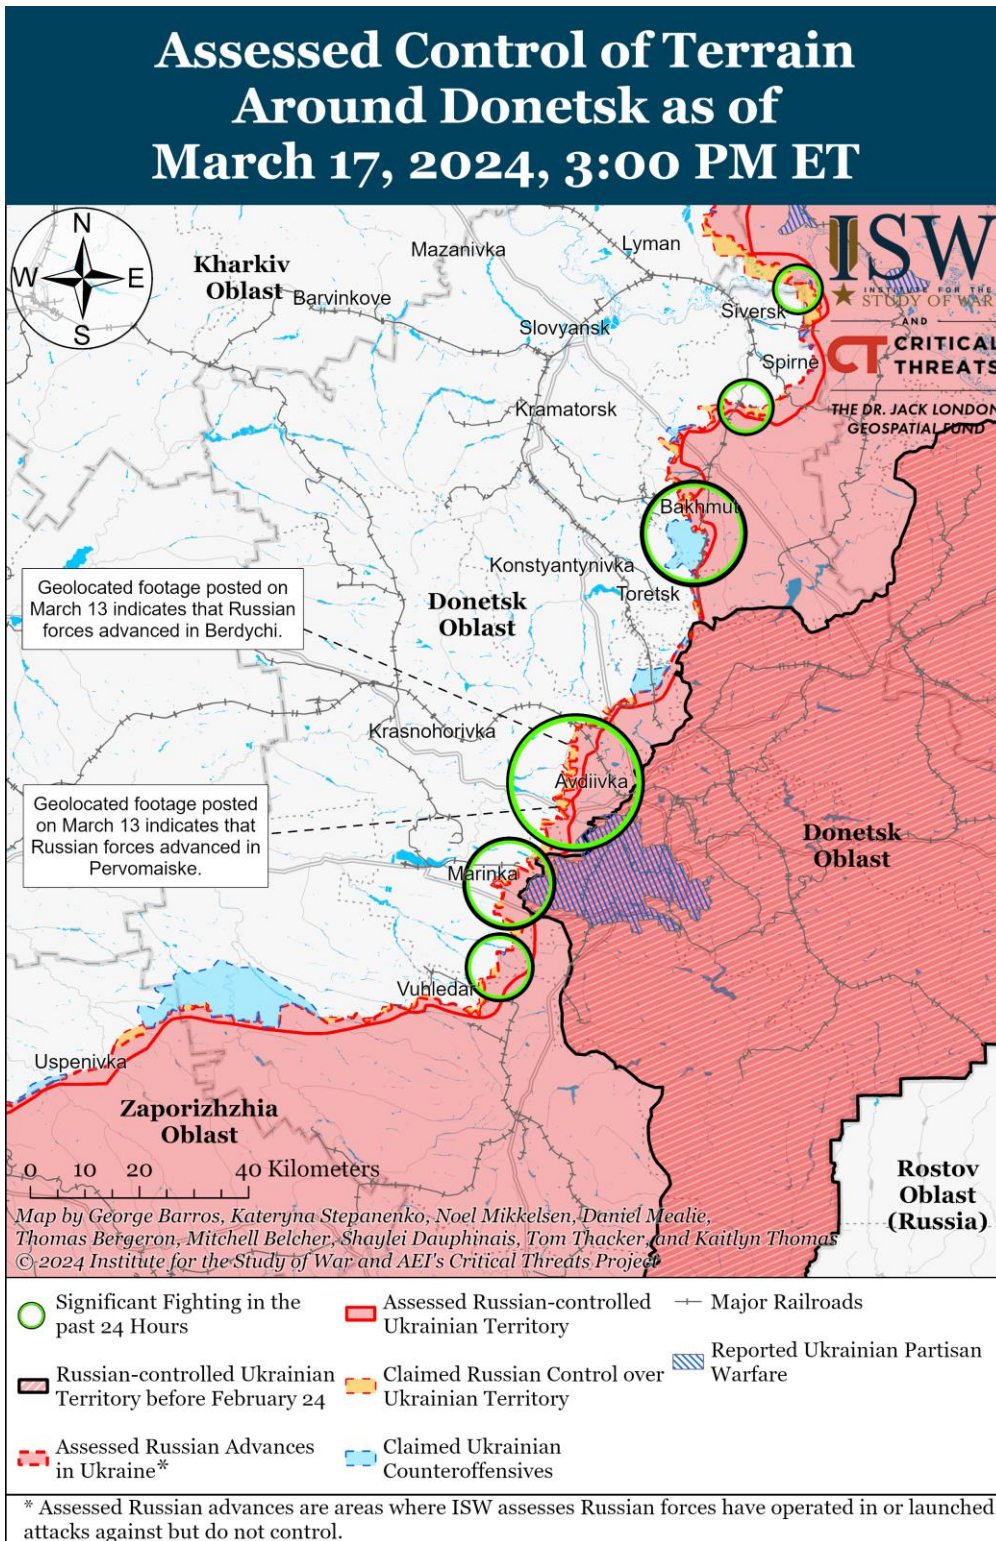 Assessed Control of Terrain
Around Donetsk as of
March 17, 2024, 3:00 PM ET
N
W
E
S
ISW
INSTITUTE FOR THE
STUDY OF WAR
AND
CT
CRITICAL
THREATS
THE DR. JACK LONDON
GEOSPATIAL FUND
Kharkiv
Oblast
Mazanivka
Lyman
Barvinkove
Slovyansk
Siversk
Spirne
Kramatorsk
Bakhmut
Konstyantynivka
Toretsk
Donetsk
Oblast
Geolocated footage posted on
March 13 indicates that Russian
forces advanced in Berdychi.
Krasnohorivka
Avdiivka
Geolocated footage posted
on March 13 indicates that
Russian forces advanced in
Pervomaiske.
Donetsk
Oblast
Marinka
Vuhledar
Uspenivka
Zaporizhzhia
Oblast
Rostov
Oblast
(Russia)
0 10 20 40 Kilometers
Map by George Barros, Kateryna Stepanenko, Noel Mikkelsen, Daniel Mealie,
Thomas Bergeron, Mitchell Belcher, Shaylei Dauphinais, Tom Thacker, and Kaitlyn Thomas
© 2024 Institute for the Study of War and AEI's Critical Threats Project
Significant Fighting in the
past 24 Hours
Russian-controlled Ukrainian
Territory before February 24
Assessed Russian Advances
in Ukraine*
Assessed Russian-controlled
Ukrainian Territory
Claimed Russian Control over
Ukrainian Territory
Claimed Ukrainian
Counteroffensives
Major Railroads
Reported Ukrainian Partisan
Warfare
* Assessed Russian advances are areas where ISW assesses Russian forces have operated in or launched
attacks against but do not control.